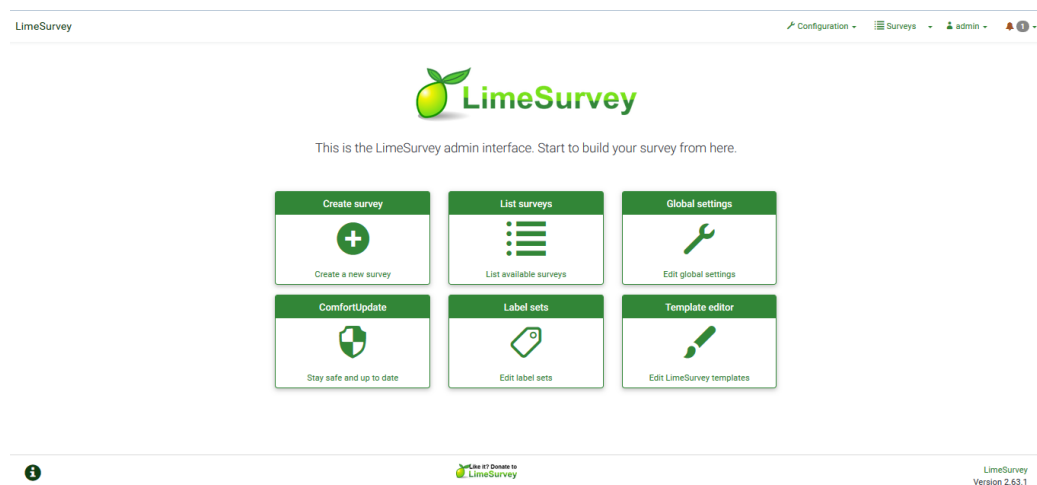 LimeSurvey
Configuration
Surveys
admin
1
LimeSurvey
This is the LimeSurvey admin interface. Start to build your survey from here.
Create survey
List surveys
Global settings
Create a new survey
List available surveys
Edit global settings
ComfortUpdate
Label sets
Template editor
Stay safe and up to date
Edit label sets
Edit LimeSurvey templates
Like it? Donate to
LimeSurvey
LimeSurvey
Version 2.63.1